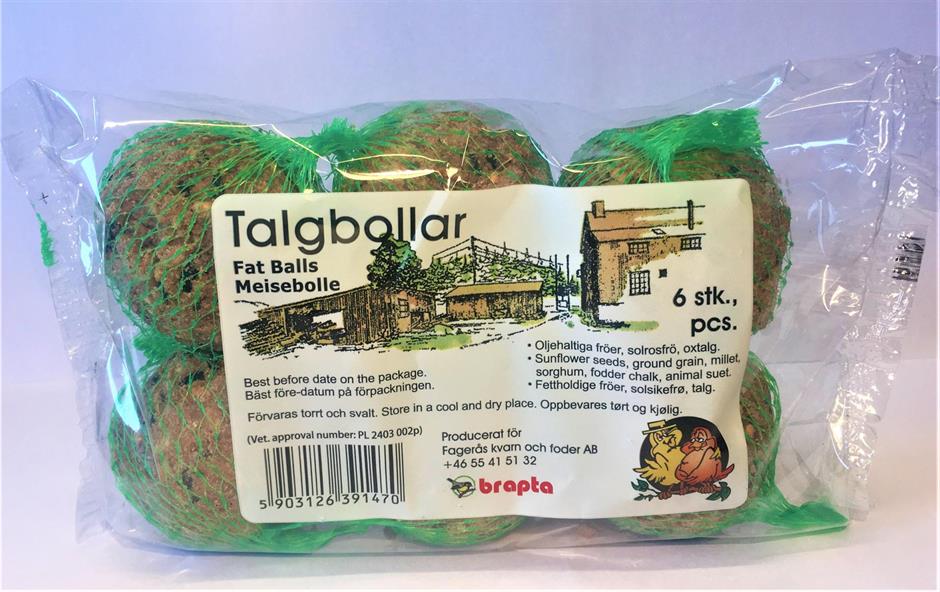 Talgbollar
Fat Balls
Meisebolle
6 stk.,
pcs.
• Oljehaltiga fröer, solrosfrö, oxtalg.
• Sunflower seeds, ground grain, millet,
sorghum, fodder chalk, animal suet.
• Fettholdige fröer, solsikefrø, talg.
Best before date on the package.
Bäst före-datum på förpackningen.
Förvaras torrt och svalt. Store in a cool and dry place. Oppbevares tørt og kjølig.
(Vet. approval number: PL 2403 002p)
5 903126 391470
Producerat för
Fagerås kvarn och foder AB
+46 55 41 51 32
brapta